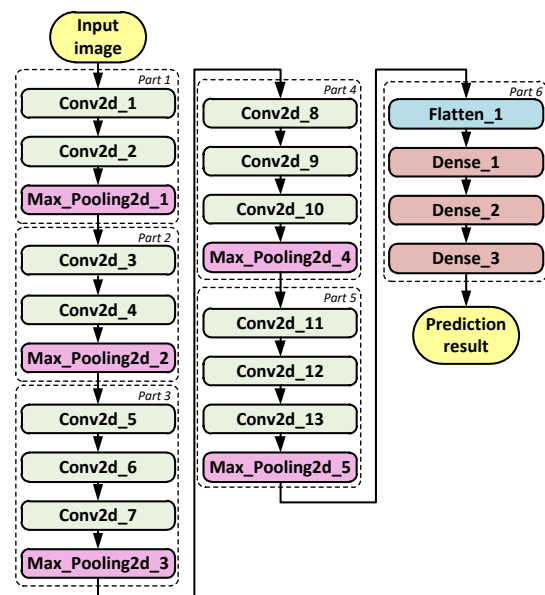 Input
image
Part 1
Conv2d_1
Conv2d_2
Max_Pooling2d_1
Part 2
Conv2d_3
Conv2d_4
Max_Pooling2d_2
Part 3
Conv2d_5
Conv2d_6
Conv2d_7
Max_Pooling2d_3
Part 4
Conv2d_8
Conv2d_9
Conv2d_10
Max_Pooling2d_4
Part 5
Conv2d_11
Conv2d_12
Conv2d_13
Max_Pooling2d_5
Part 6
Flatten_1
Dense_1
Dense_2
Dense_3
Prediction
result